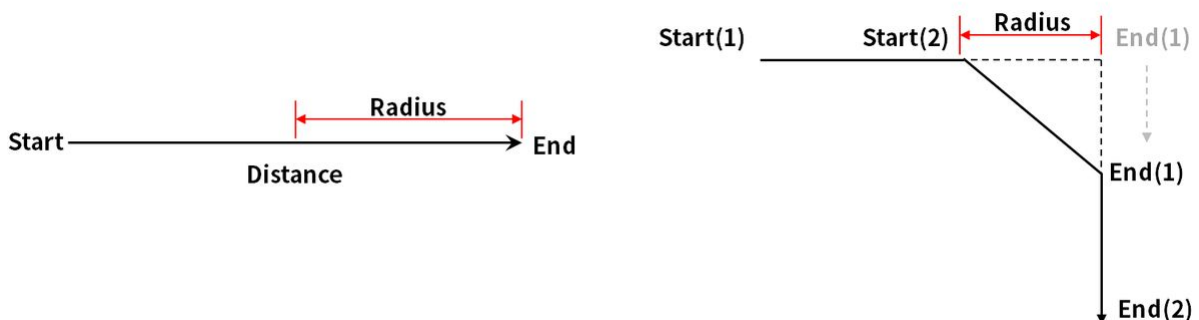 Radius
Start
End
Distance
Radius
Start(1)
Start(2)
End(1)
End(1)
End(2)